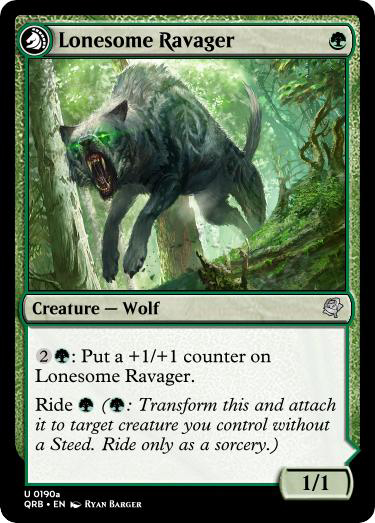 Lonesome Ravager
Creature — Wolf
2: Put a +1/+1 counter on
Lonesome Ravager.
Ride (: Transform this and attach
it to target creature you control without
a Steed. Ride only as a sorcery.)
1/1
U 0190a
QRB • EN Ryan Barger